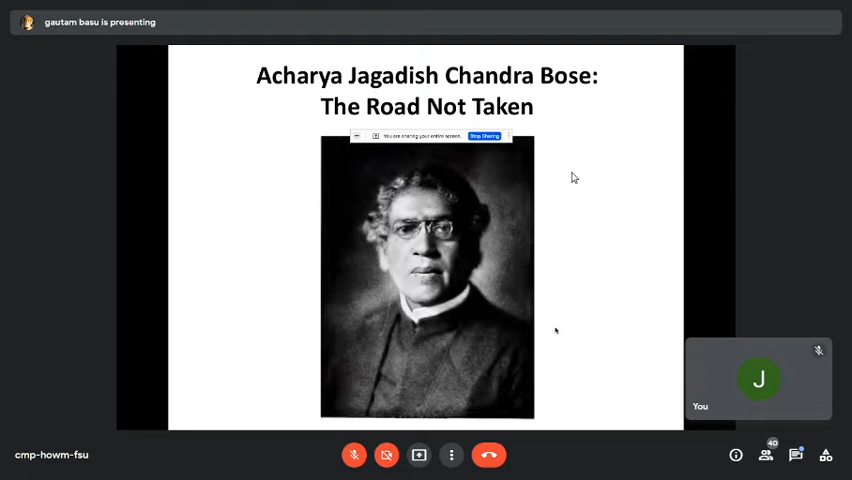 gautam basu is presenting
Acharya Jagadish Chandra Bose:
The Road Not Taken
You are sharing your entire screen. Stop Sharing
J
You
cmp-howm-fsu
40